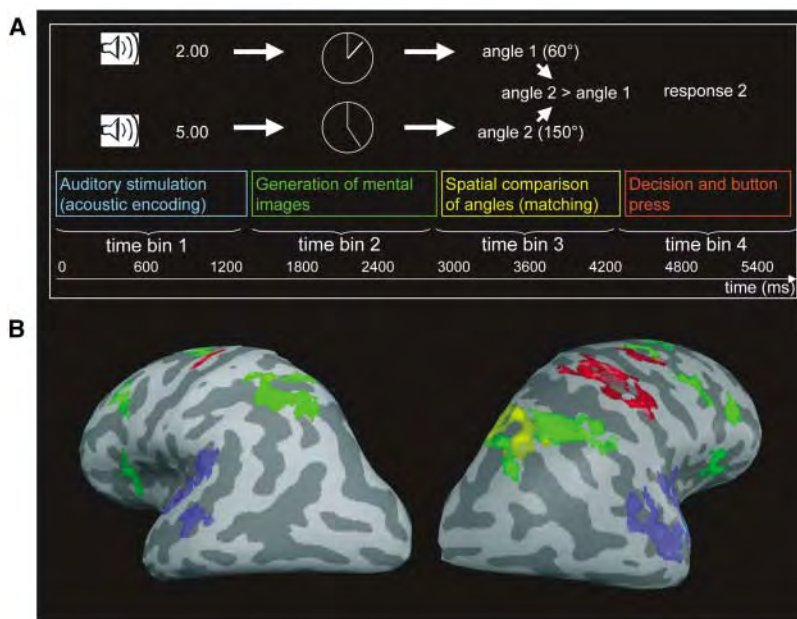 A
2.00
angle 1 (60°)
angle 2 > angle 1 response 2
5.00
angle 2 (150°)
Auditory stimulation
(acoustic encoding)
Generation of mental
images
Spatial comparison
of angles (matching)
Decision and button
press
time bin 1 time bin 2 time bin 3 time bin 4
0 600 1200 1800 2400 3000 3600 4200 4800 5400
time (ms)
B